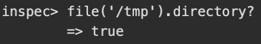 inspec> file('/tmp').directory?
=> true